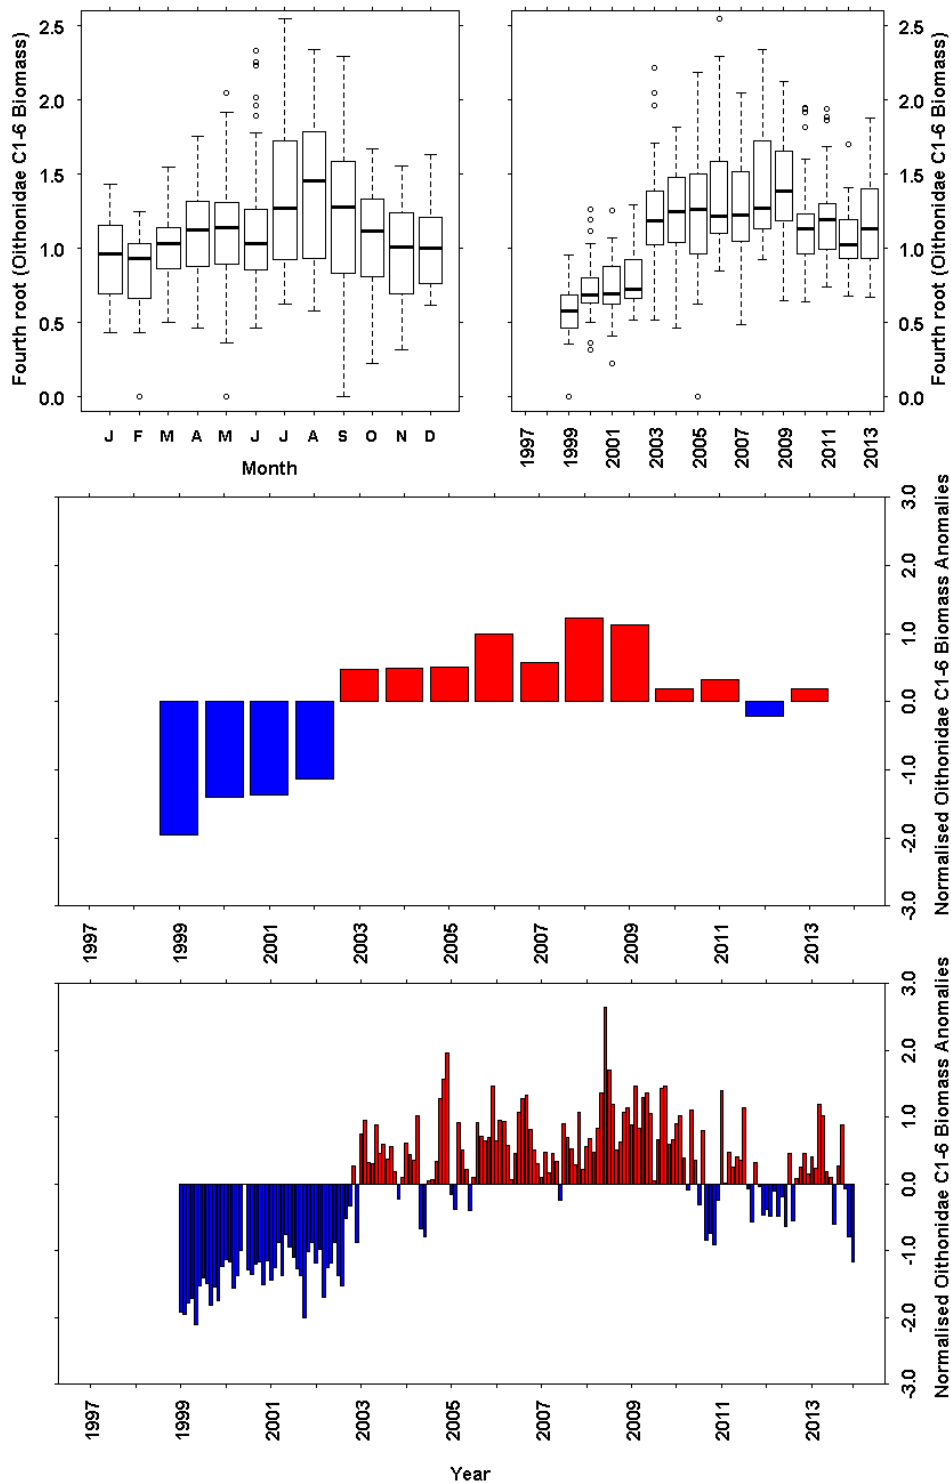 Fourth root (Oithonidae C1-6 Biomass)
2.5
2.0
1.5
1.0
0.5
0.0
J F M A M J J A S O N D
Month
Fourth root (Oithonidae C1-6 Biomass)
2.5
2.0
1.5
1.0
0.5
0.0
1997 1999 2001 2003 2005 2007 2009 2011 2013
Normalised Oithonidae C1-6 Biomass Anomalies
3.0
2.0
1.0
0.0
-1.0
-2.0
-3.0
1997 1999 2001 2003 2005 2007 2009 2011 2013
Normalised Oithonidae C1-6 Biomass Anomalies
3.0
2.0
1.0
0.0
-1.0
-2.0
-3.0
1997 1999 2001 2003 2005 2007 2009 2011 2013
Year